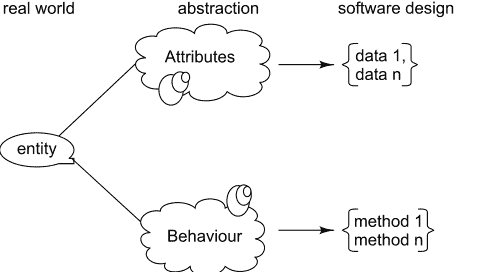 real world
abstraction
software design
Attributes
data 1,
data n
entity
Behaviour
method 1
method n